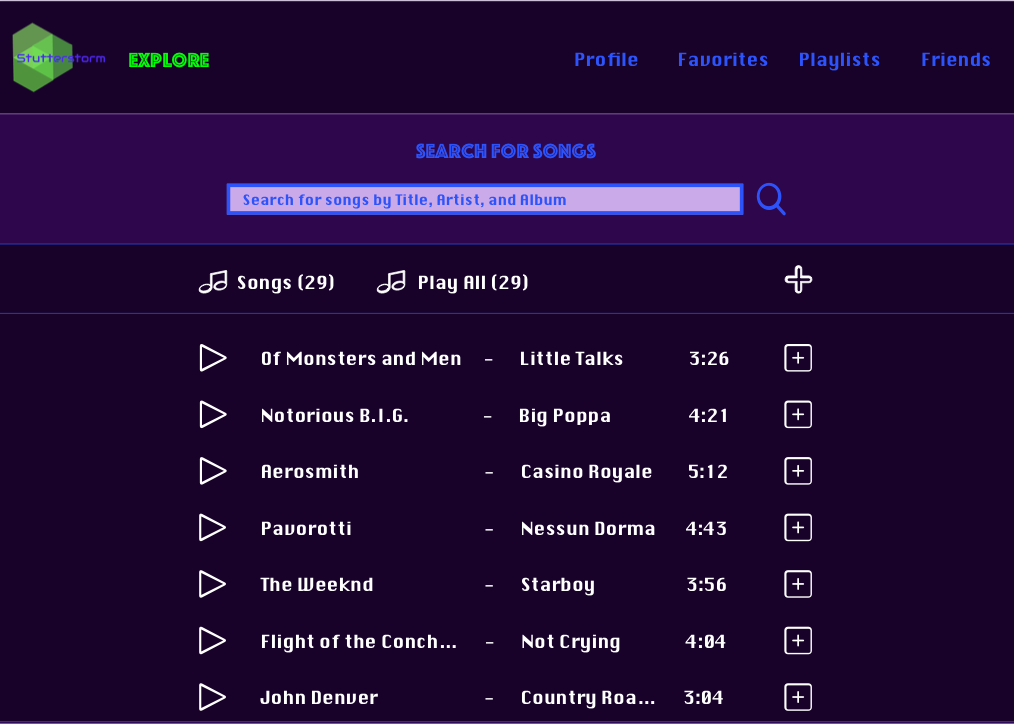 Stutterstorm EXPLORE Profile Favorites Playlists Friends
SEARCH FOR SONGS
Search for songs by Title, Artist, and Album
Songs (29) Play All (29)
Of Monsters and Men - Little Talks 3:26
Notorious B.I.G. - Big Poppa 4:21
Aerosmith - Casino Royale 5:12
Pavorotti - Nessun Dorma 4:43
The Weeknd - Starboy 3:56
Flight of the Conch... - Not Crying 4:04
John Denver - Country Roa... 3:04